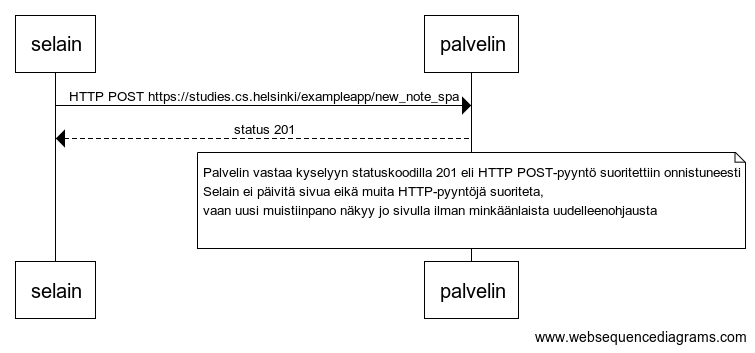 selain
palvelin
HTTP POST https://studies.cs.helsinki/exampleapp/new_note_spa
status 201
Palvelin vastaa kyselyyn statuskoodilla 201 eli HTTP POST-pyyntö suoritettiin onnistuneesti
Selain ei päivitä sivua eikä muita HTTP-pyyntöjä suoriteta,
vaan uusi muistiinpano näkyy jo sivulla ilman minkäänlaista uudelleenohjausta
selain
palvelin
www.websequencediagrams.com